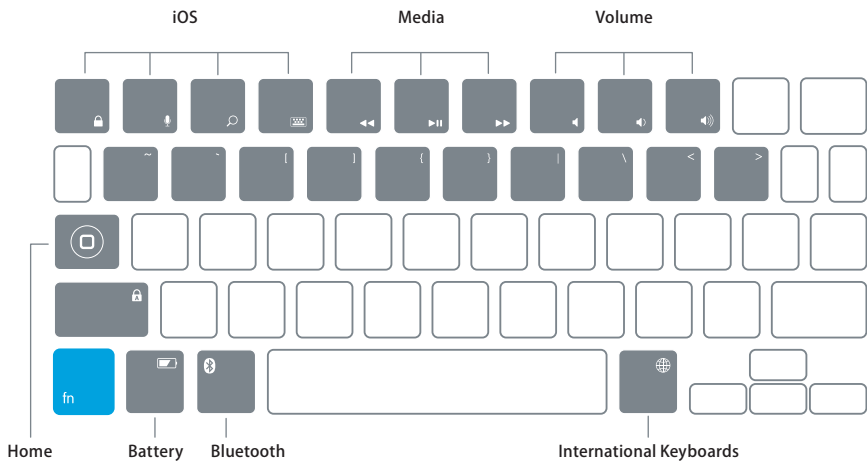 iOS Media Volume
~ ` [ ] { } | \ < >
A
fn
Home Battery Bluetooth International Keyboards